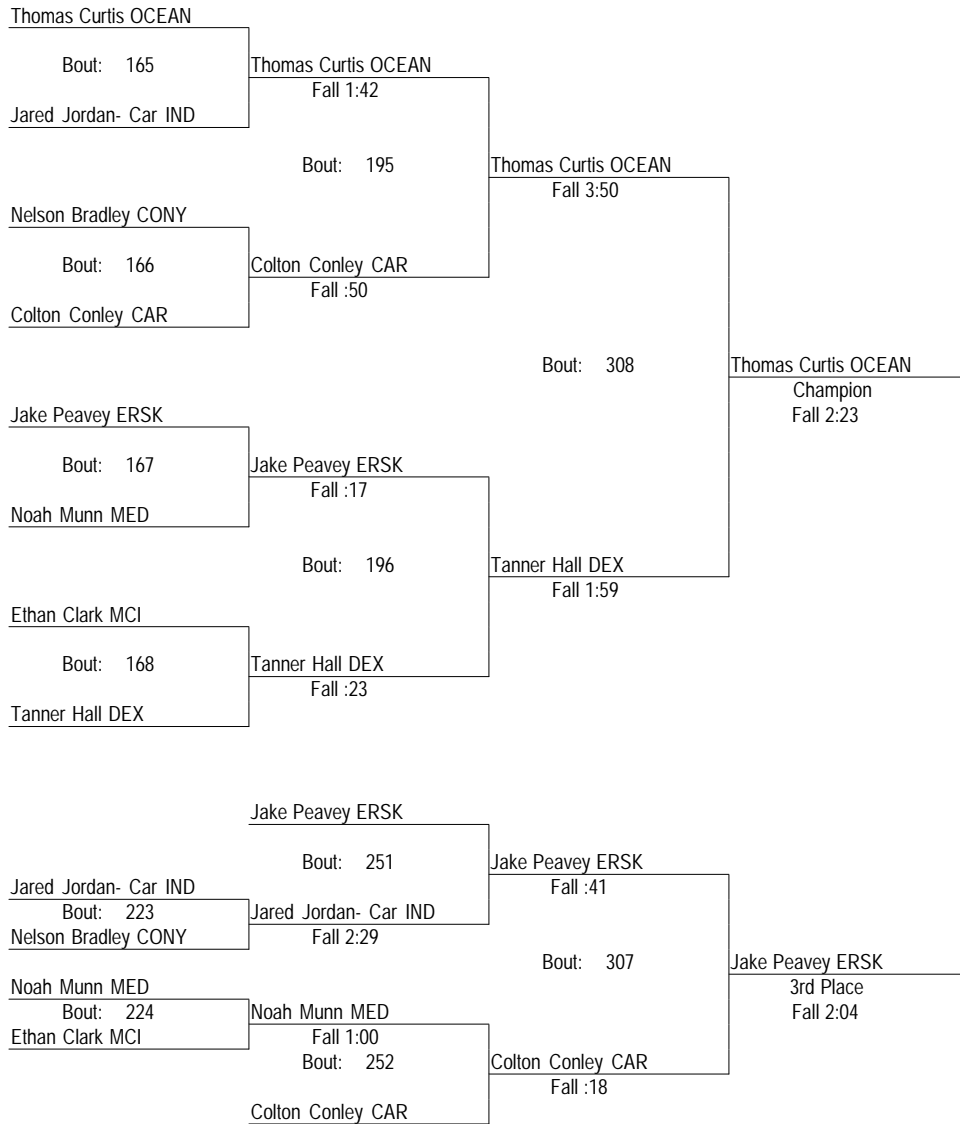 Thomas Curtis OCEAN
Bout: 165
Thomas Curtis OCEAN
Fall 1:42
Jared Jordan- Car IND
Bout: 195
Thomas Curtis OCEAN
Fall 3:50
Nelson Bradley CONY
Bout: 166
Colton Conley CAR
Fall :50
Colton Conley CAR
Bout: 308
Thomas Curtis OCEAN
Champion
Fall 2:23
Jake Peavey ERSK
Bout: 167
Jake Peavey ERSK
Fall :17
Noah Munn MED
Bout: 196
Tanner Hall DEX
Fall 1:59
Ethan Clark MCI
Bout: 168
Tanner Hall DEX
Fall :23
Tanner Hall DEX
Jake Peavey ERSK
Bout: 251
Jake Peavey ERSK
Fall :41
Jared Jordan- Car IND
Bout: 223
Jared Jordan- Car IND
Nelson Bradley CONY
Fall 2:29
Bout: 307
Jake Peavey ERSK
3rd Place
Fall 2:04
Noah Munn MED
Bout: 224
Noah Munn MED
Ethan Clark MCI
Fall 1:00
Bout: 252
Colton Conley CAR
Fall :18
Colton Conley CAR